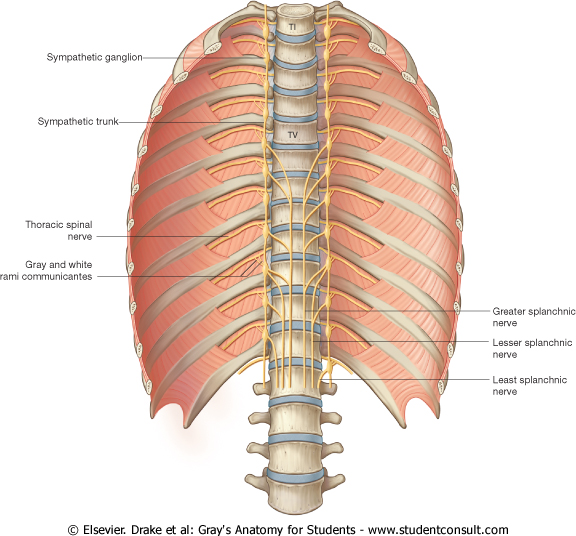 TI
Sympathetic ganglion
Sympathetic trunk
TV
Thoracic spinal
nerve
Gray and white
rami communicantes
Greater splanchnic
nerve
Lesser splanchnic
nerve
Least splanchnic
nerve
© Elsevier. Drake et al: Gray's Anatomy for Students - www.studentconsult.com